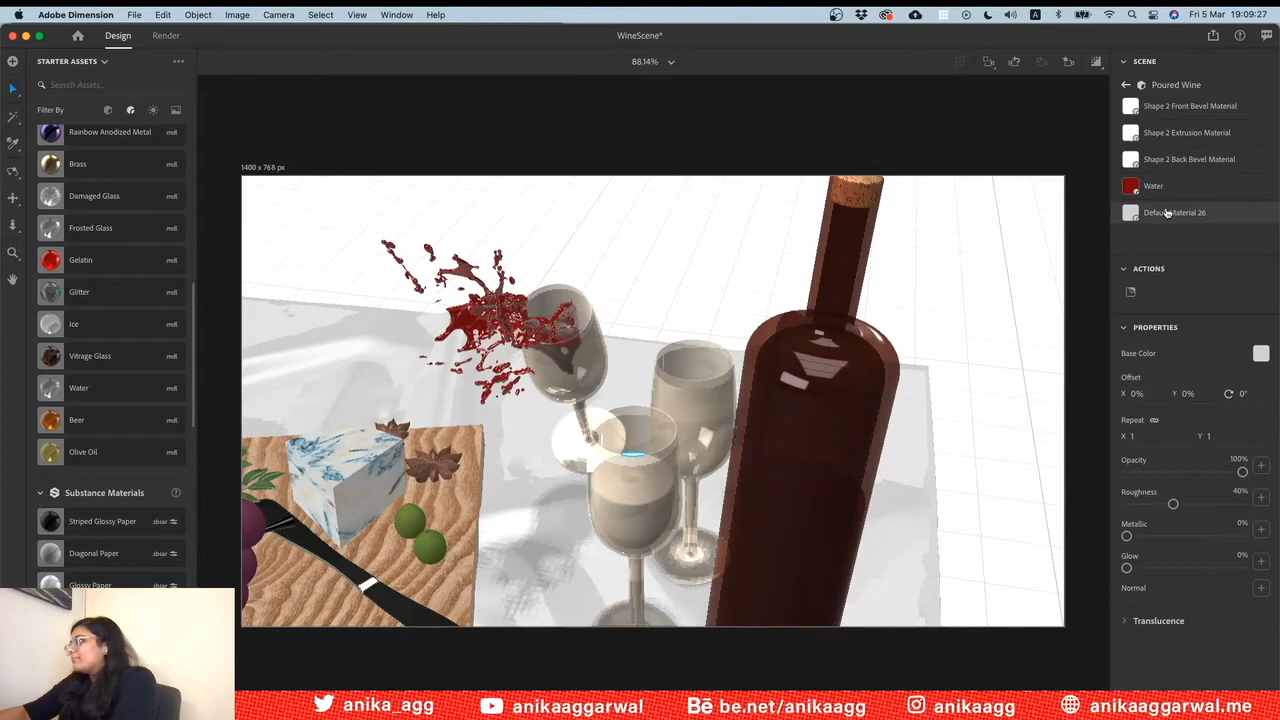 Adobe Dimension File Edit Object Image Camera Select View Window Help
Fri 5 Mar 19:09:27
Design Render
WineScene*
STARTER ASSETS
88.14%
Search Assets...
Filter By
Rainbow Anodized Metal .mdl
Brass .mdl
Damaged Glass .mdl
Frosted Glass .mdl
Gelatin .mdl
Glitter .mdl
Ice .mdl
Vitrage Glass .mdl
Water .mdl
Beer .mdl
Olive Oil .mdl
Substance Materials
Striped Glossy Paper .sbsar
Diagonal Paper .sbsar
Glossy Paper .sbsar
1400 x 768 px
SCENE
Poured Wine
Shape 2 Front Bevel Material
Shape 2 Extrusion Material
Shape 2 Back Bevel Material
Water
Default Material 26
ACTIONS
PROPERTIES
Base Color
Offset
X 0% Y 0% 0°
Repeat
X 1 Y 1
Opacity 100%
Roughness 40%
Metallic 0%
Glow 0%
Normal
Translucence
anika_agg anikaaggarwal Bē be.net/anikaagg anikaagg anikaaggarwal.me